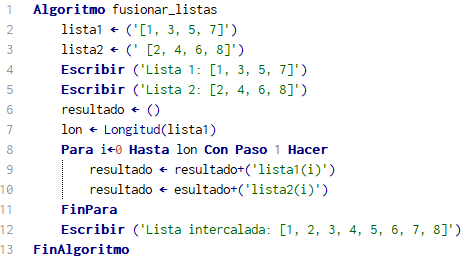 1 Algoritmo fusionar_listas
2 lista1 ← ('[1, 3, 5, 7]')
3 lista2 ← (' [2, 4, 6, 8]')
4 Escribir ('Lista 1: [1, 3, 5, 7]')
5 Escribir ('Lista 2: [2, 4, 6, 8]')
6 resultado ← ()
7 lon ← Longitud(lista1)
8 Para i←0 Hasta lon Con Paso 1 Hacer
9 resultado ← resultado+('lista1(i)')
10 resultado ← esultado+('lista2(i)')
11 FinPara
12 Escribir ('Lista intercalada: [1, 2, 3, 4, 5, 6, 7, 8]')
13 FinAlgoritmo